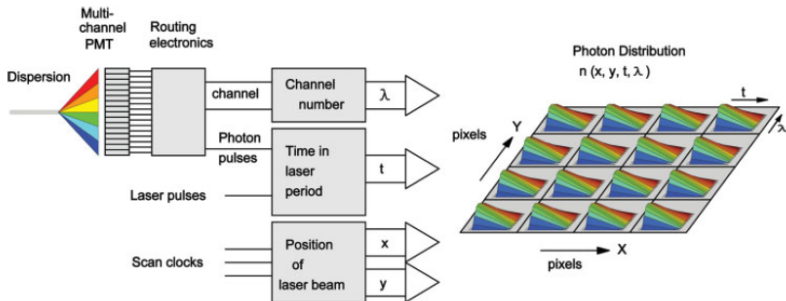 Multi-
channel
PMT
Routing
electronics
Dispersion
channel
Channel
number
λ
Photon
pulses
Time in
laser
period
t
Laser pulses
Scan clocks
Position
of
laser beam
x
y
Photon Distribution
n (x, y, t, λ )
t
λ
pixels
Y
X
pixels